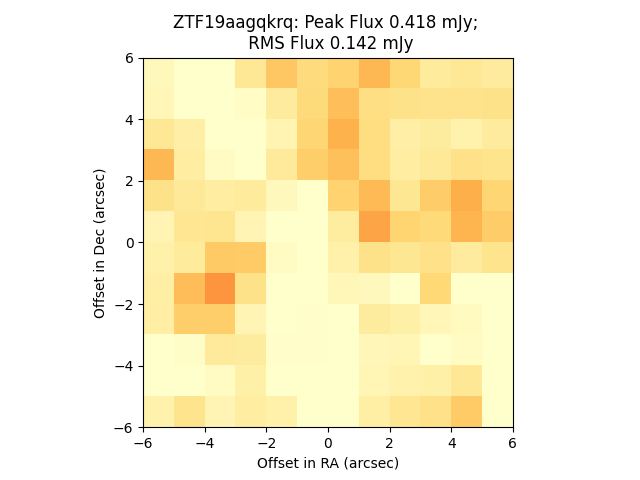 ZTF19aagqkrq: Peak Flux 0.418 mJy;
RMS Flux 0.142 mJy
6
4
2
0
−2
−4
−6
Offset in Dec (arcsec)
−6 −4 −2 0 2 4 6
Offset in RA (arcsec)